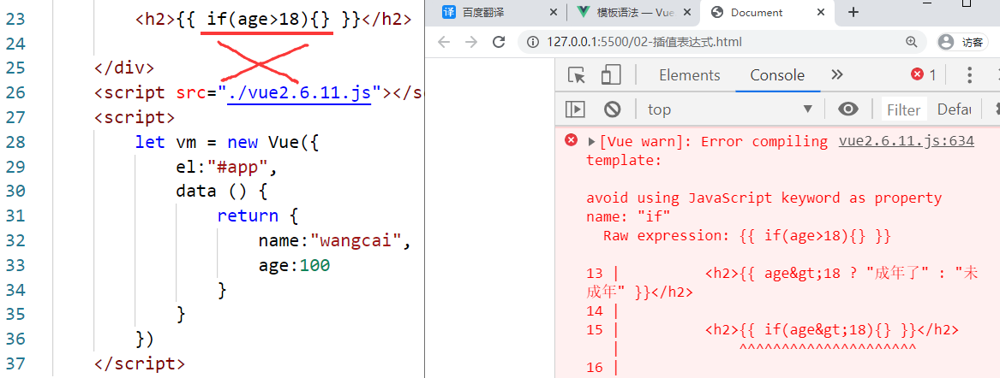 23 <h2>{{ if(age>18){} }}</h2>
24
25 </div>
26 <script src="./vue2.6.11.js"></s
27 <script>
28 let vm = new Vue({
29 el:"#app",
30 data () {
31 return {
32 name:"wangcai",
33 age:100
34 }
35 }
36 })
37 </script>
译 百度翻译 模板语法 — Vue Document
127.0.0.1:5500/02-插值表达式.html 访客
Elements Console 1
top Filter Defau
[Vue warn]: Error compiling vue2.6.11.js:634
template:
avoid using JavaScript keyword as property
name: "if"
Raw expression: {{ if(age>18){} }}
13 | <h2>{{ age&gt;18 ? "成年了" : "未
成年" }}</h2>
14 |
15 | <h2>{{ if(age&gt;18){} }}</h2>
| ^^^^^^^^^^^^^^^^^^^^^
16 |